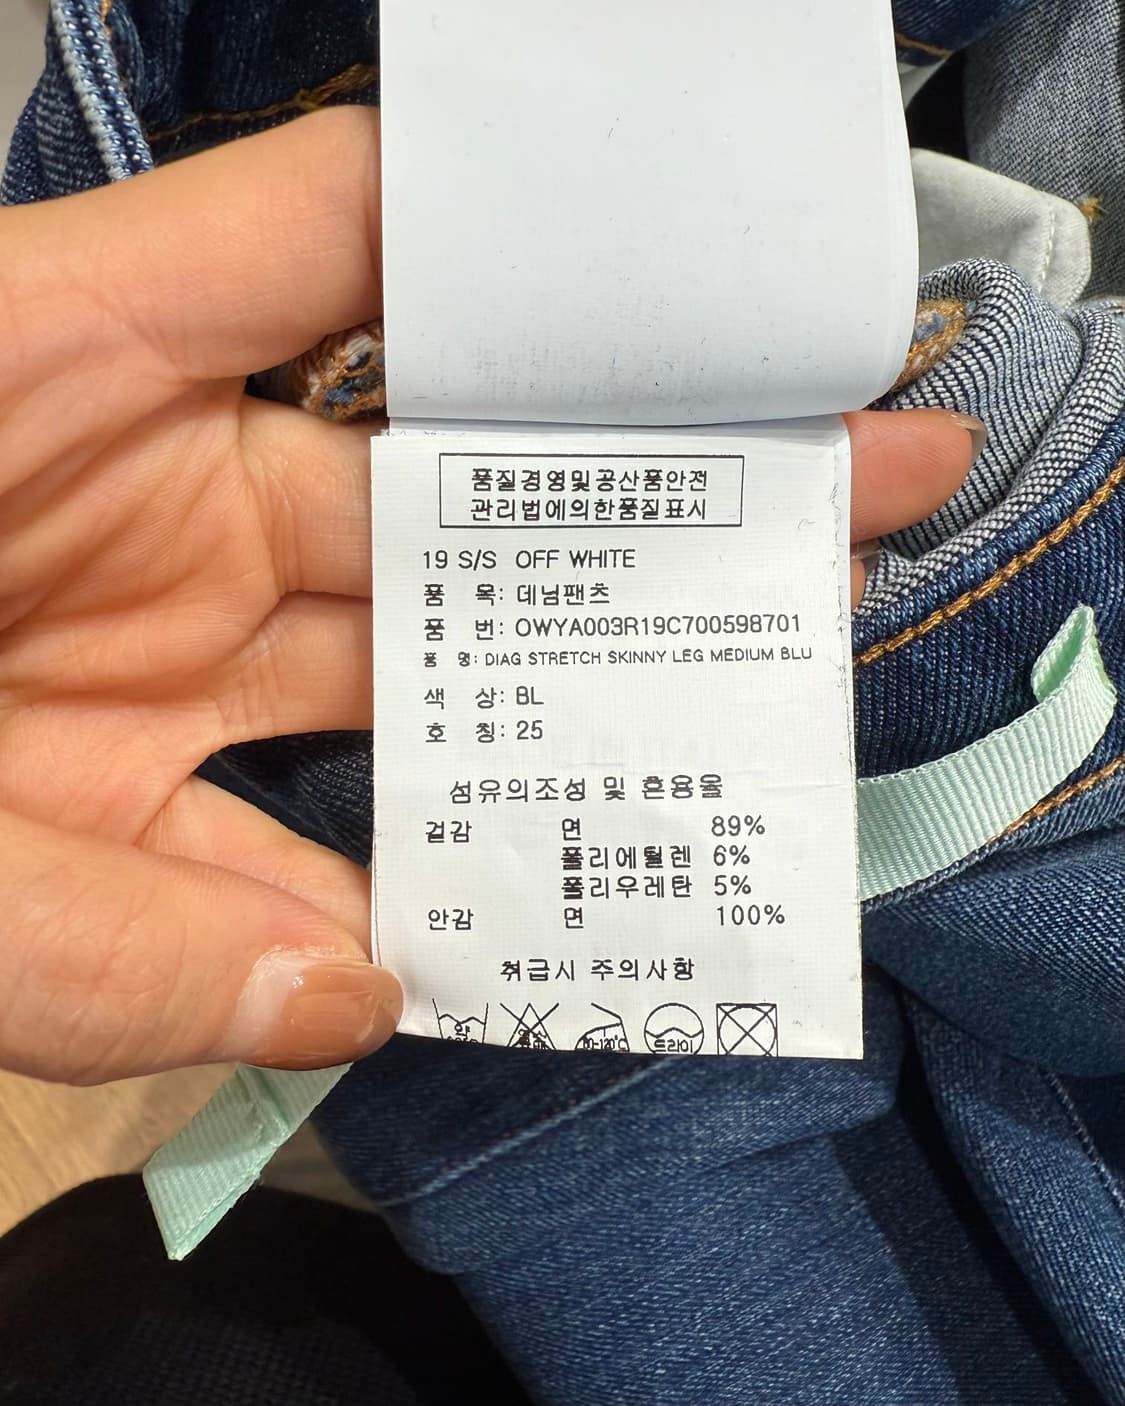 품질경영및공산품안전
관리법에의한품질표시
19 S/S OFF WHITE
품 목: 데님팬츠
품 번: OWYA003R19C700598701
품 명: DIAG STRETCH SKINNY LEG MEDIUM BLU
색 상: BL
호 칭: 25
섬유의조성 및 혼용율
겉감 면 89%
폴리에틸렌 6%
폴리우레탄 5%
안감 면 100%
취급시 주의사항
약 드라이